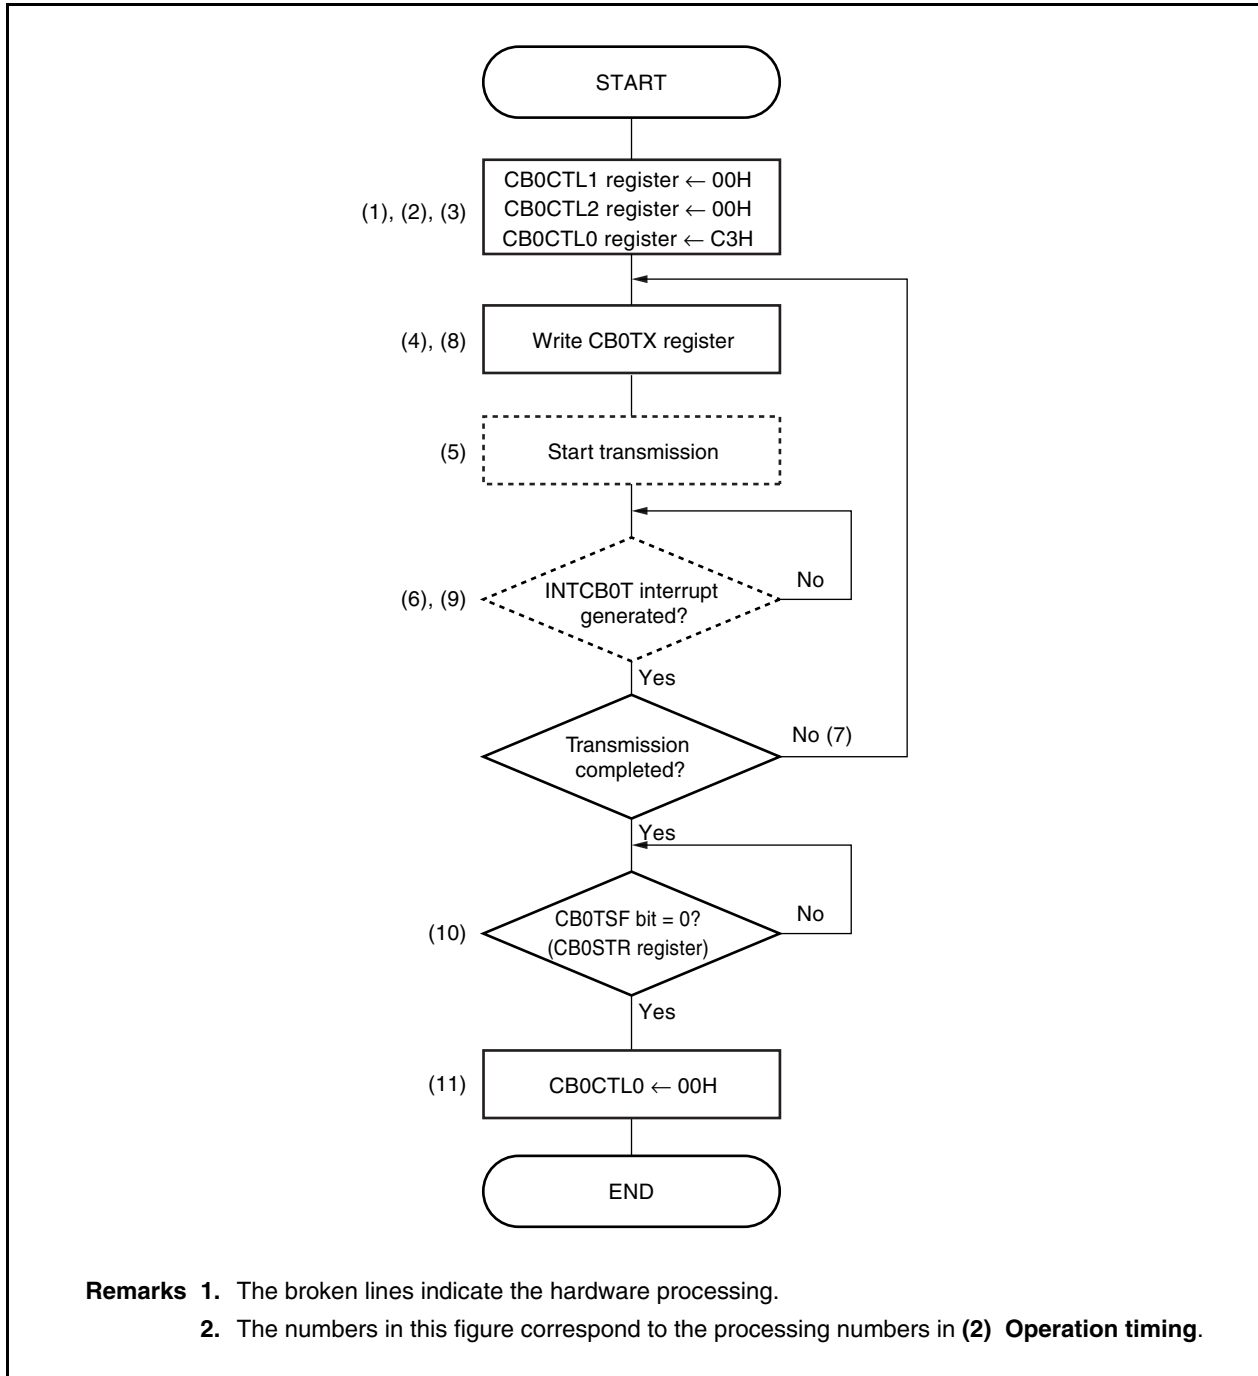 START
CB0CTL1 register ← 00H
(1), (2), (3)
CB0CTL2 register ← 00H
CB0CTL0 register ← C3H
(4), (8)
Write CB0TX register
(5)
Start transmission
INTCB0T interrupt
No
(6), (9)
generated?
Yes
No (7)
Transmission
completed?
Yes
CB0TSF bit = 0?
No
(10)
(CB0STR register)
Yes
(11)
CB0CTL0 ← 00H
END
Remarks 1. The broken lines indicate the hardware processing.
2. The numbers in this figure correspond to the processing numbers in (2) Operation timing.